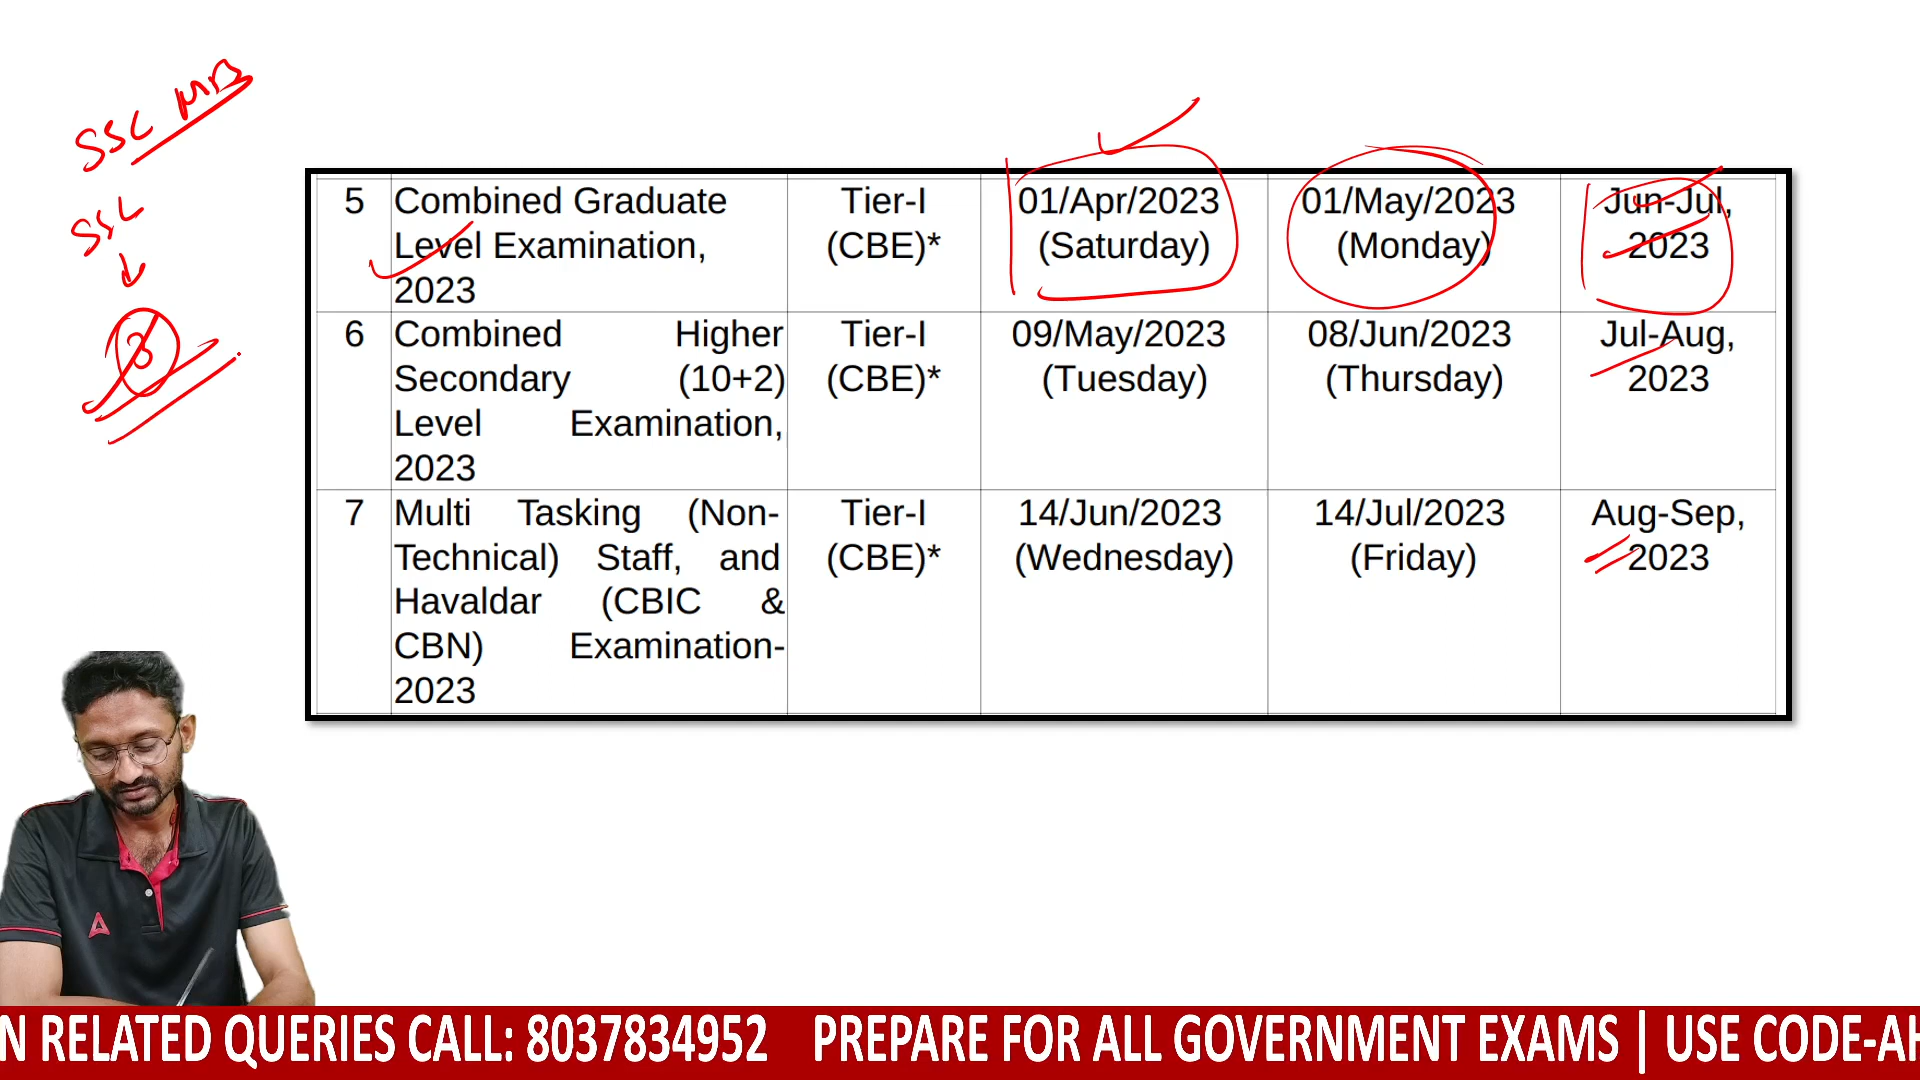 SSC
SSC
5 Combined Graduate Tier-I 01/Apr/2023 01/May/2023 Jun-Jul,
Level Examination, (CBE)* (Saturday) (Monday) 2023
2023
6 Combined Higher Tier-I 09/May/2023 08/Jun/2023 Jul-Aug,
Secondary (10+2) (CBE)* (Tuesday) (Thursday) 2023
Level Examination,
2023
7 Multi Tasking (Non- Tier-I 14/Jun/2023 14/Jul/2023 Aug-Sep,
Technical) Staff, and (CBE)* (Wednesday) (Friday) 2023
Havaldar (CBIC &
CBN) Examination-
2023
N RELATED QUERIES CALL: 8037834952 PREPARE FOR ALL GOVERNMENT EXAMS | USE CODE-AH